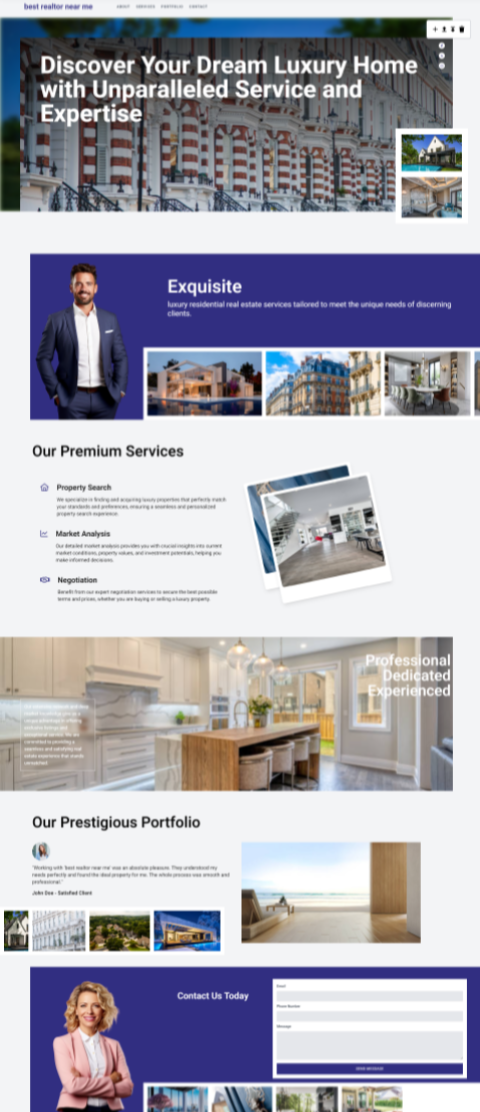 best realtor near me
ABOUT SERVICES PORTFOLIO CONTACT
Discover Your Dream Luxury Home
with Unparalleled Service and
Expertise
Exquisite
luxury residential real estate services tailored to meet the unique needs of discerning
clients.
Our Premium Services
Property Search
We specialize in finding and acquiring luxury properties that perfectly match
your standards and preferences, ensuring a seamless and personalized
property search experience.
Market Analysis
Our detailed market analysis provides you with crucial insights into current
market conditions, property values, and investment potentials, helping you
make informed decisions.
Negotiation
Benefit from our expert negotiation services to secure the best possible
terms and prices, whether you are buying or selling a luxury property.
Professional
Dedicated
Experienced
Our Prestigious Portfolio
"Working with 'best realtor near me' was an absolute pleasure. They understood my
needs perfectly and found the ideal property for me. The whole process was smooth and
professional."
John Doe - Satisfied Client
Contact Us Today
Email
Phone Number
Message
SEND MESSAGE